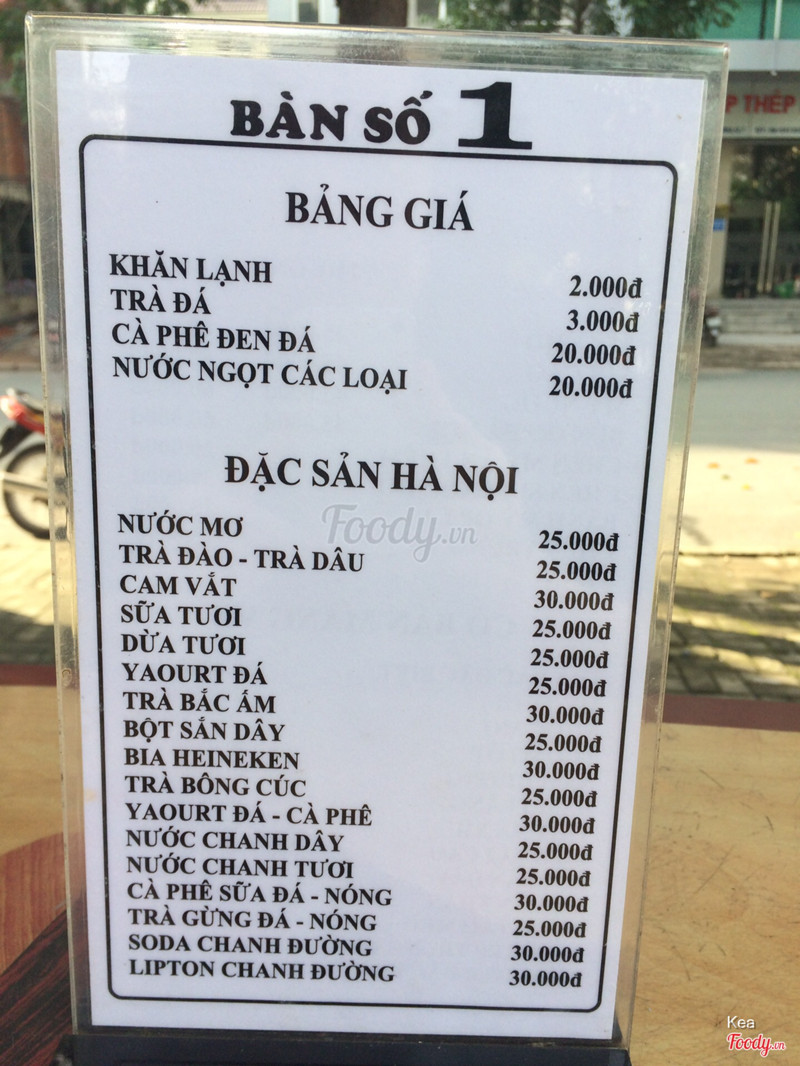 BÀN SỐ 1
BẢNG GIÁ
KHĂN LẠNH 2.000đ
TRÀ ĐÁ 3.000đ
CÀ PHÊ ĐEN ĐÁ 20.000đ
NƯỚC NGỌT CÁC LOẠI 20.000đ
ĐẶC SẢN HÀ NỘI
NƯỚC MƠ 25.000đ
TRÀ ĐÀO - TRÀ DÂU 25.000đ
CAM VẮT 30.000đ
SỮA TƯƠI 25.000đ
DỪA TƯƠI 25.000đ
YAOURT ĐÁ 25.000đ
TRÀ BẮC ẤM 30.000đ
BỘT SẮN DÂY 25.000đ
BIA HEINEKEN 30.000đ
TRÀ BÔNG CÚC 25.000đ
YAOURT ĐÁ - CÀ PHÊ 30.000đ
NƯỚC CHANH DÂY 25.000đ
NƯỚC CHANH TƯƠI 25.000đ
CÀ PHÊ SỮA ĐÁ - NÓNG 30.000đ
TRÀ GỪNG ĐÁ - NÓNG 25.000đ
SODA CHANH ĐƯỜNG 30.000đ
LIPTON CHANH ĐƯỜNG 30.000đ
Foody.vn
P THÉP
Kea
Foody.vn